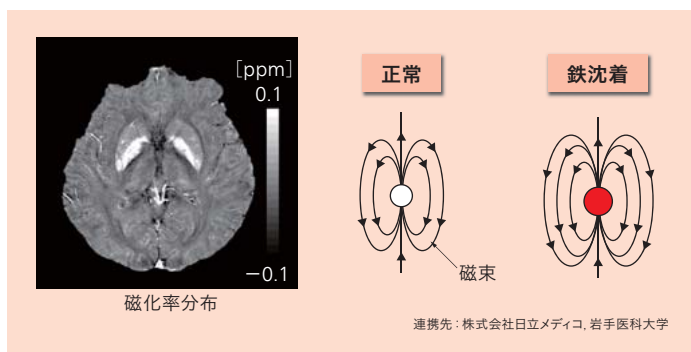 [ppm]
0.1
−0.1
磁化率分布
正常
鉄沈着
磁束
連携先：株式会社日立メディコ，岩手医科大学